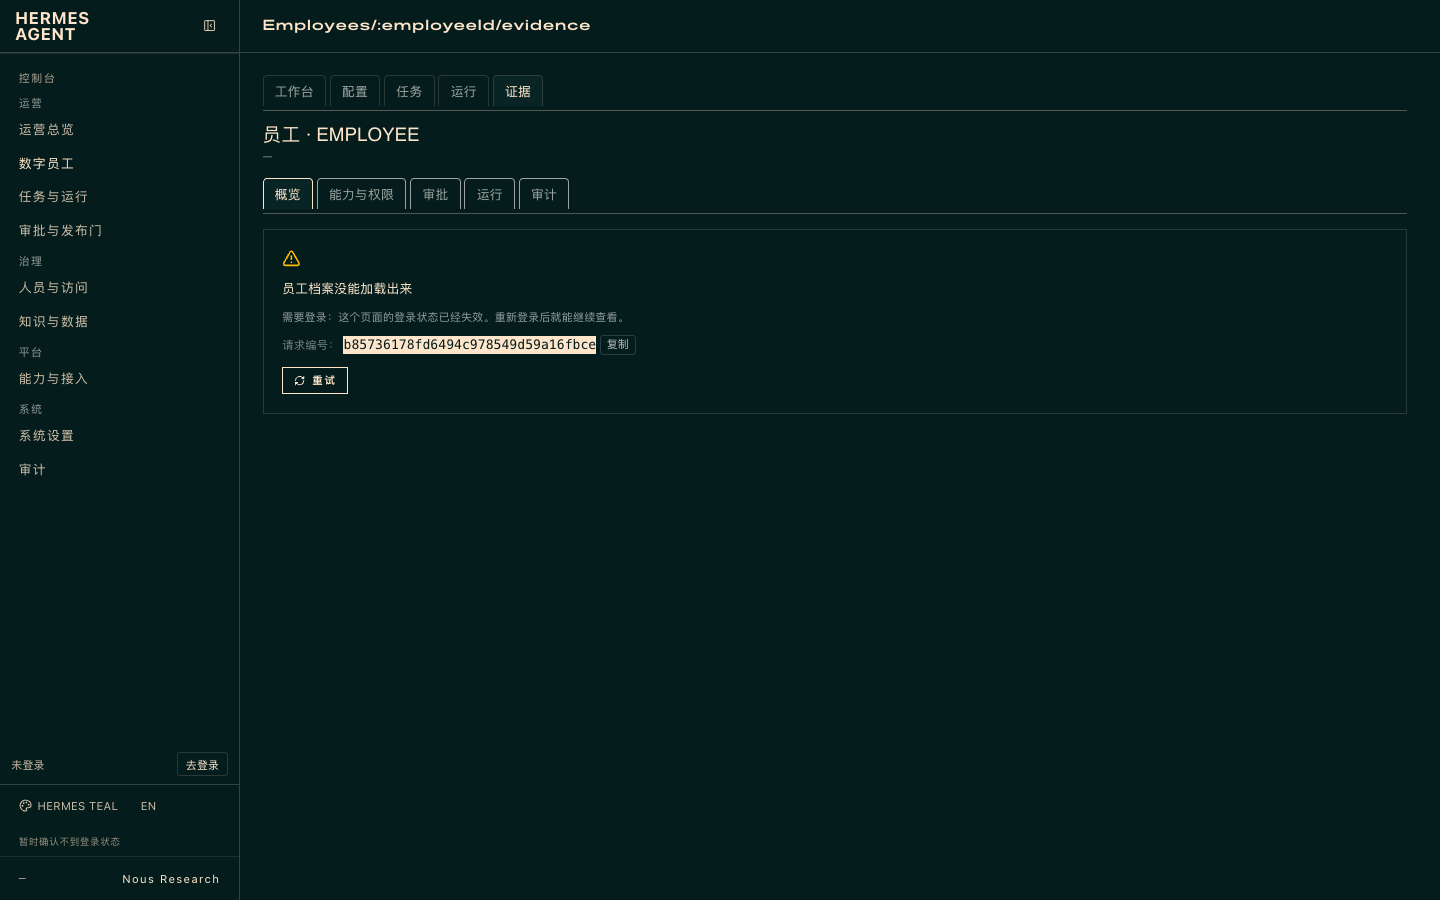 HERMES
AGENT
Employees/:employeeId/evidence
控制台
运营
运营总览
数字员工
任务与运行
审批与发布门
治理
人员与访问
知识与数据
平台
能力与接入
系统
系统设置
审计
工作台 配置 任务 运行 证据
员工 · EMPLOYEE
—
概览 能力与权限 审批 运行 审计
员工档案没能加载出来
需要登录：这个页面的登录状态已经失效。重新登录后就能继续查看。
请求编号： b85736178fd6494c978549d59a16fbce 复制
重试
未登录 去登录
HERMES TEAL EN
暂时确认不到登录状态
— Nous Research